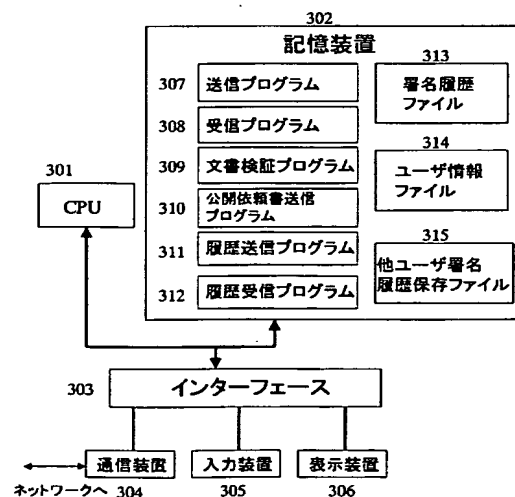 302
記憶装置
307
送信プログラム
308
受信プログラム
309
文書検証プログラム
310
公開依頼書送信
プログラム
311
履歴送信プログラム
312
履歴受信プログラム
313
署名履歴
ファイル
314
ユーザ情報
ファイル
315
他ユーザ署名
履歴保存ファイル
301
CPU
303
インターフェース
通信装置
入力装置
表示装置
ネットワークへ
304
305
306